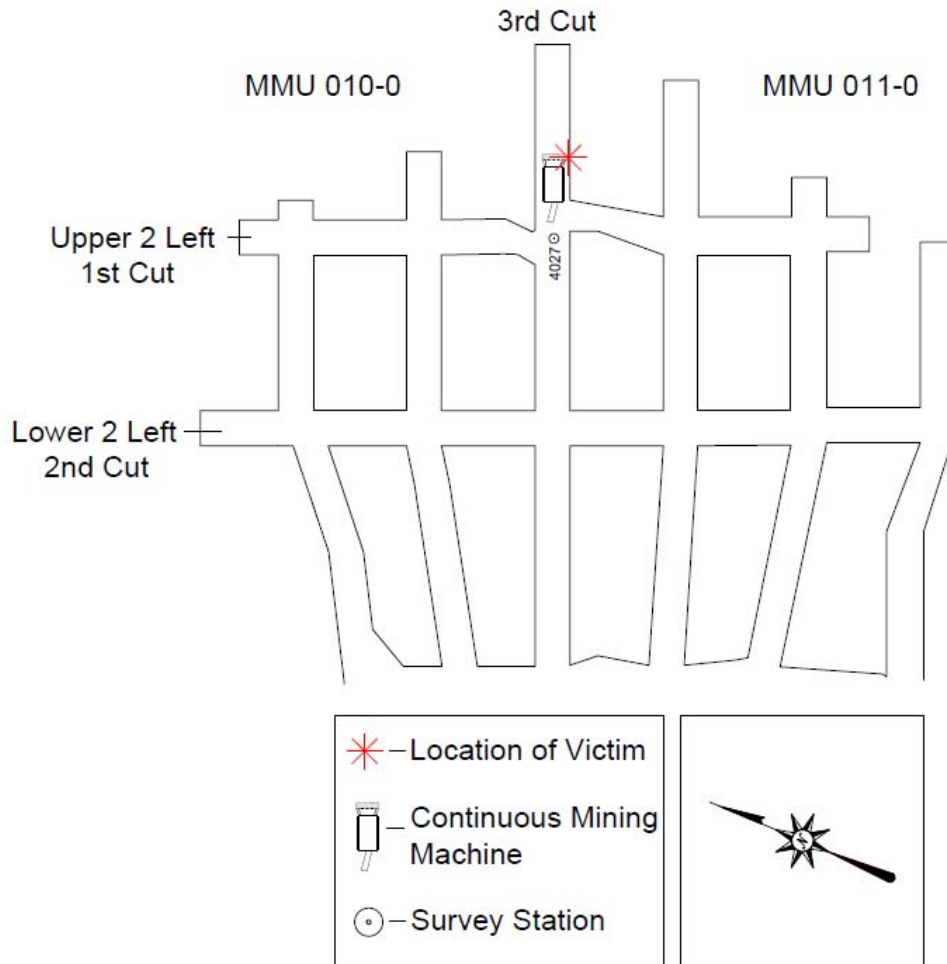 3rd Cut
MMU 010-0
MMU 011-0
Upper 2 Left
1st Cut
4027
Lower 2 Left
2nd Cut
Location of Victim
Continuous Mining
Machine
Survey Station
N